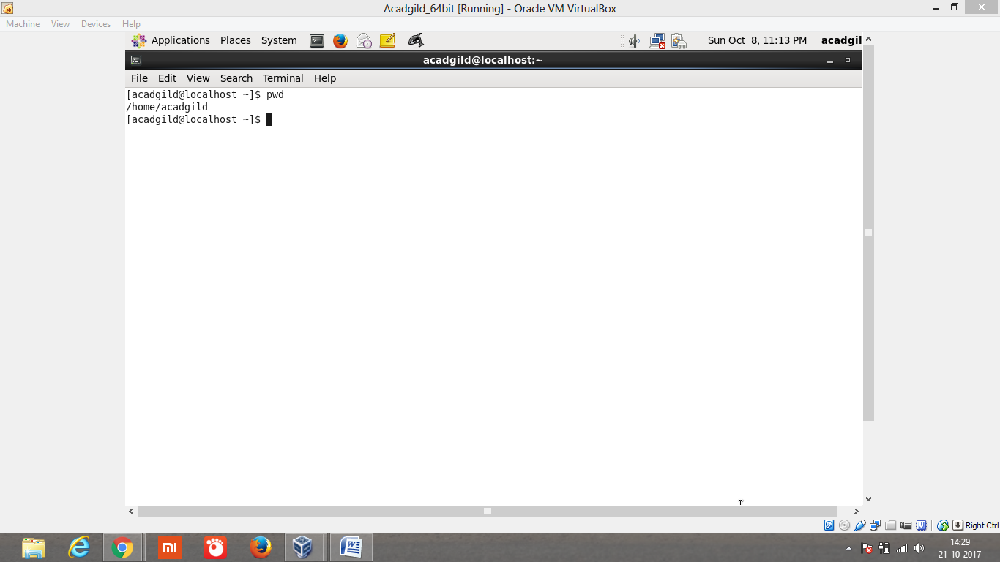 Acadgild_64bit [Running] - Oracle VM VirtualBox
Machine View Devices Help
Applications Places System Sun Oct 8, 11:13 PM acadgil
acadgild@localhost:~
File Edit View Search Terminal Help
[acadgild@localhost ~]$ pwd
/home/acadgild
[acadgild@localhost ~]$
Right Ctrl
mi
14:29
21-10-2017